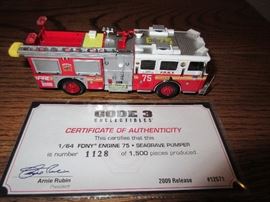 F.D.N.Y.
75
CODE 3
COLLECTIBLES
CERTIFICATE OF AUTHENTICITY
This certifies that this
1/64 FDNY ENGINE 75 - SEAGRAVE PUMPER
is number 1128 of 1,500 pieces produced.
Arnie Rubin
President
2009 Release
#12571